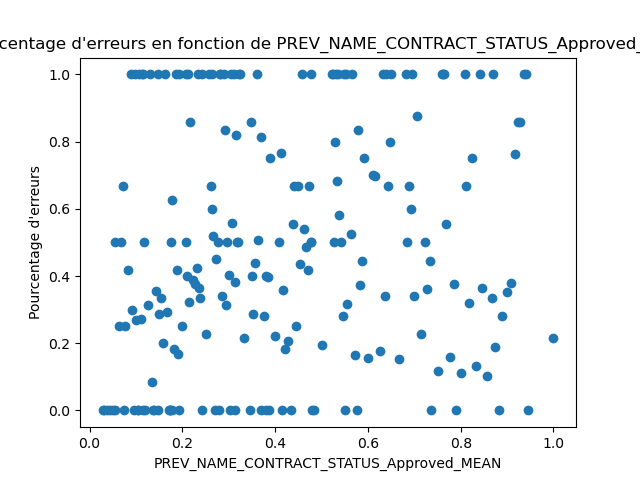 centage d'erreurs en fonction de PREV_NAME_CONTRACT_STATUS_Approved_
1.0
0.8
0.6
0.4
0.2
0.0
Pourcentage d'erreurs
0.0 0.2 0.4 0.6 0.8 1.0
PREV_NAME_CONTRACT_STATUS_Approved_MEAN